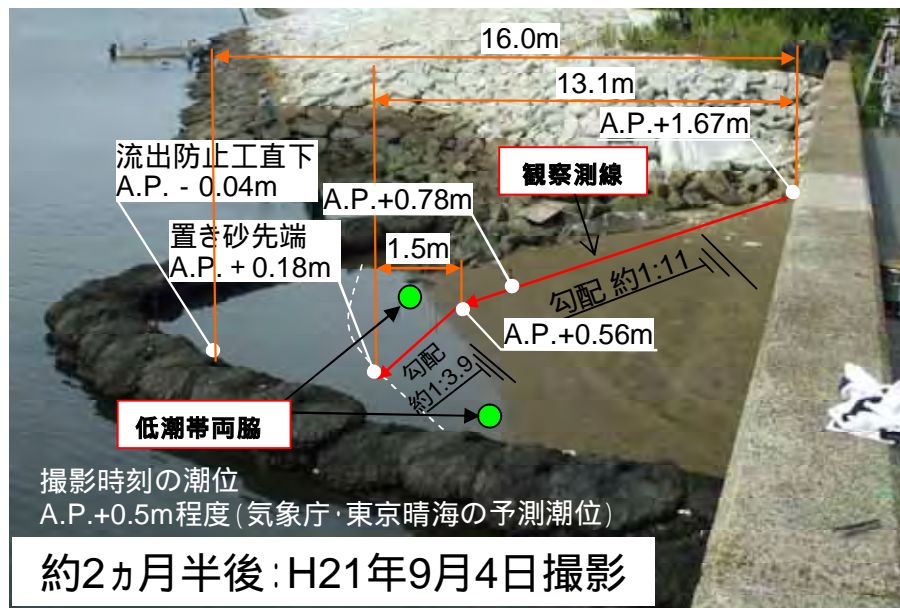 16.0m
13.1m
A.P.+1.67m
流出防止工直下
A.P. - 0.04m
観察測線
A.P.+0.78m
置き砂先端
A.P. + 0.18m
1.5m
勾配 約1:11
A.P.+0.56m
勾配
約1:3.9
低潮帯両脇
撮影時刻の潮位
A.P.+0.5m程度(気象庁・東京晴海の予測潮位)
約2ヵ月半後:H21年9月4日撮影